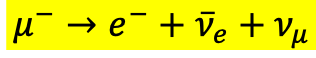 μ⁻ → e⁻ + ν̄ₑ + ν_μ